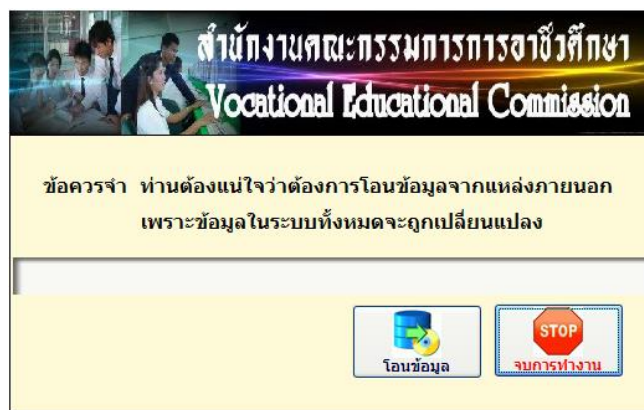 สำนักงานคณะกรรมการการอาชีวศึกษา
Vocational Educational Commission
ข้อควรจำ ท่านต้องแน่ใจว่าต้องการโอนข้อมูลจากแหล่งภายนอก
เพราะข้อมูลในระบบทั้งหมดจะถูกเปลี่ยนแปลง
STOP
โอนข้อมูล จบการทำงาน